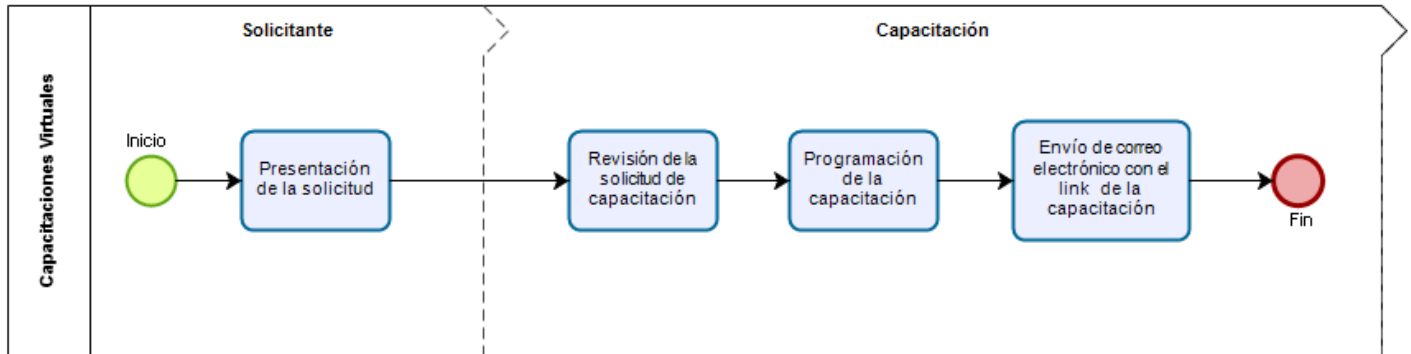 Solicitante
Capacitación
Capacitaciones Virtuales
Inicio
Presentación
de la solicitud
Revisión de la
solicitud de
capacitación
Programación
de la
capacitación
Envío de correo
electrónico con el
link de la
capacitación
Fin